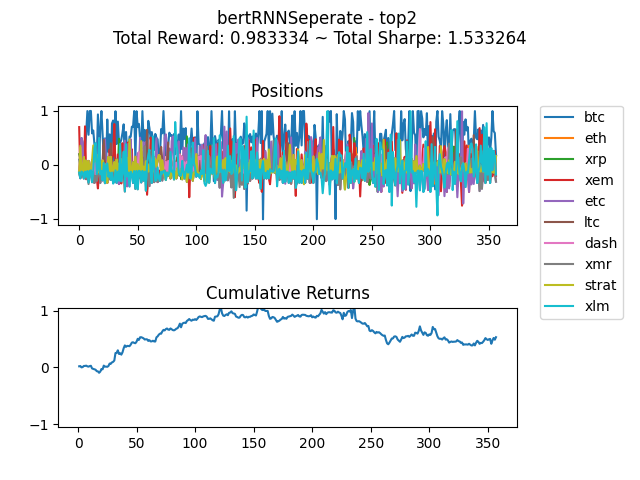 bertRNNSeperate - top2
Total Reward: 0.983334 ~ Total Sharpe: 1.533264
Positions
1
0
−1
0 50 100 150 200 250 300 350
btc
eth
xrp
xem
etc
ltc
dash
xmr
strat
xlm
Cumulative Returns
1
0
−1
0 50 100 150 200 250 300 350